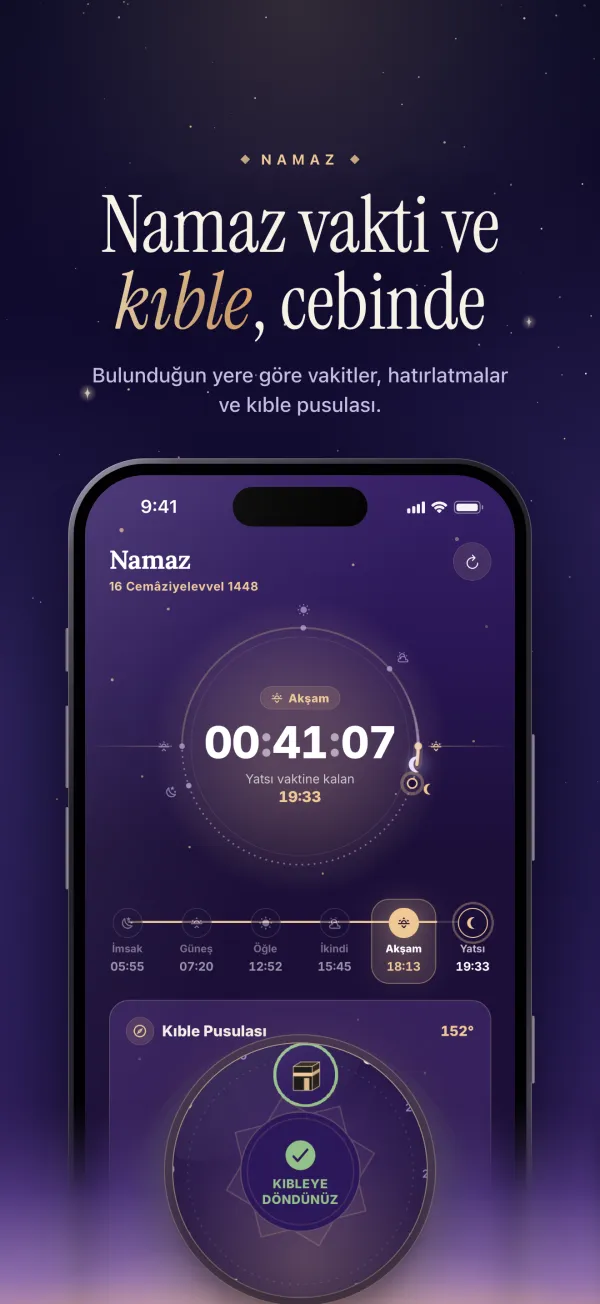 NAMAZ
Namaz vakti ve
kıble, cebinde
Bulunduğun yere göre vakitler, hatırlatmalar
ve kıble pusulası.
9:41
Namaz
16 Cemâziyelevvel 1448
Akşam
00:41:07
Yatsı vaktine kalan
19:33
İmsak Güneş Öğle İkindi Akşam Yatsı
05:55 07:20 12:52 15:45 18:13 19:33
Kıble Pusulası 152°
KIBLEYE
DÖNDÜNÜZ